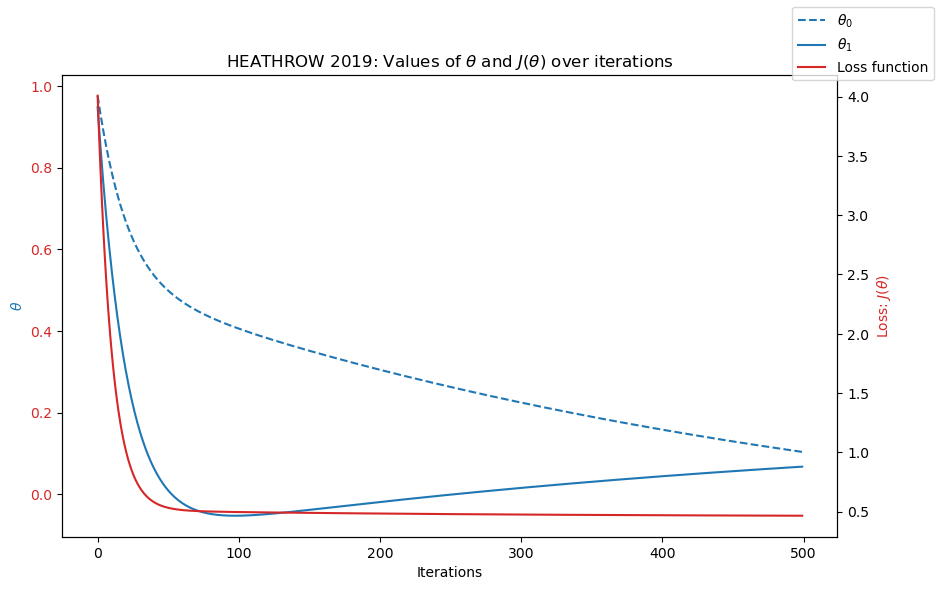 θ0
θ1
Loss function
HEATHROW 2019: Values of θ and J(θ) over iterations
1.0
0.8
0.6
0.4
0.2
0.0
θ
4.0
3.5
3.0
2.5
2.0
1.5
1.0
0.5
Loss: J(θ)
0 100 200 300 400 500
Iterations